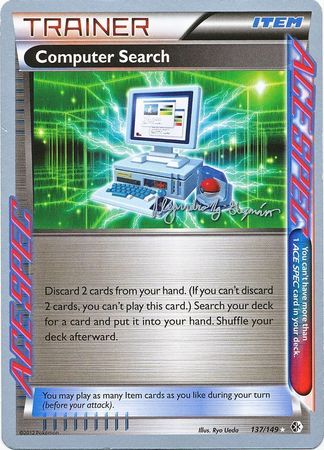 TRAINER
ITEM
Computer Search
ACE SPEC
ACE SPEC
You can't have more than
1 ACE SPEC card in your deck.
Discard 2 cards from your hand. (If you can't discard
2 cards, you can't play this card.) Search your deck
for a card and put it into your hand. Shuffle your
deck afterward.
You may play as many Item cards as you like during your turn
(before your attack).
©2012 Pokémon
Illus. Ryo Ueda
137/149